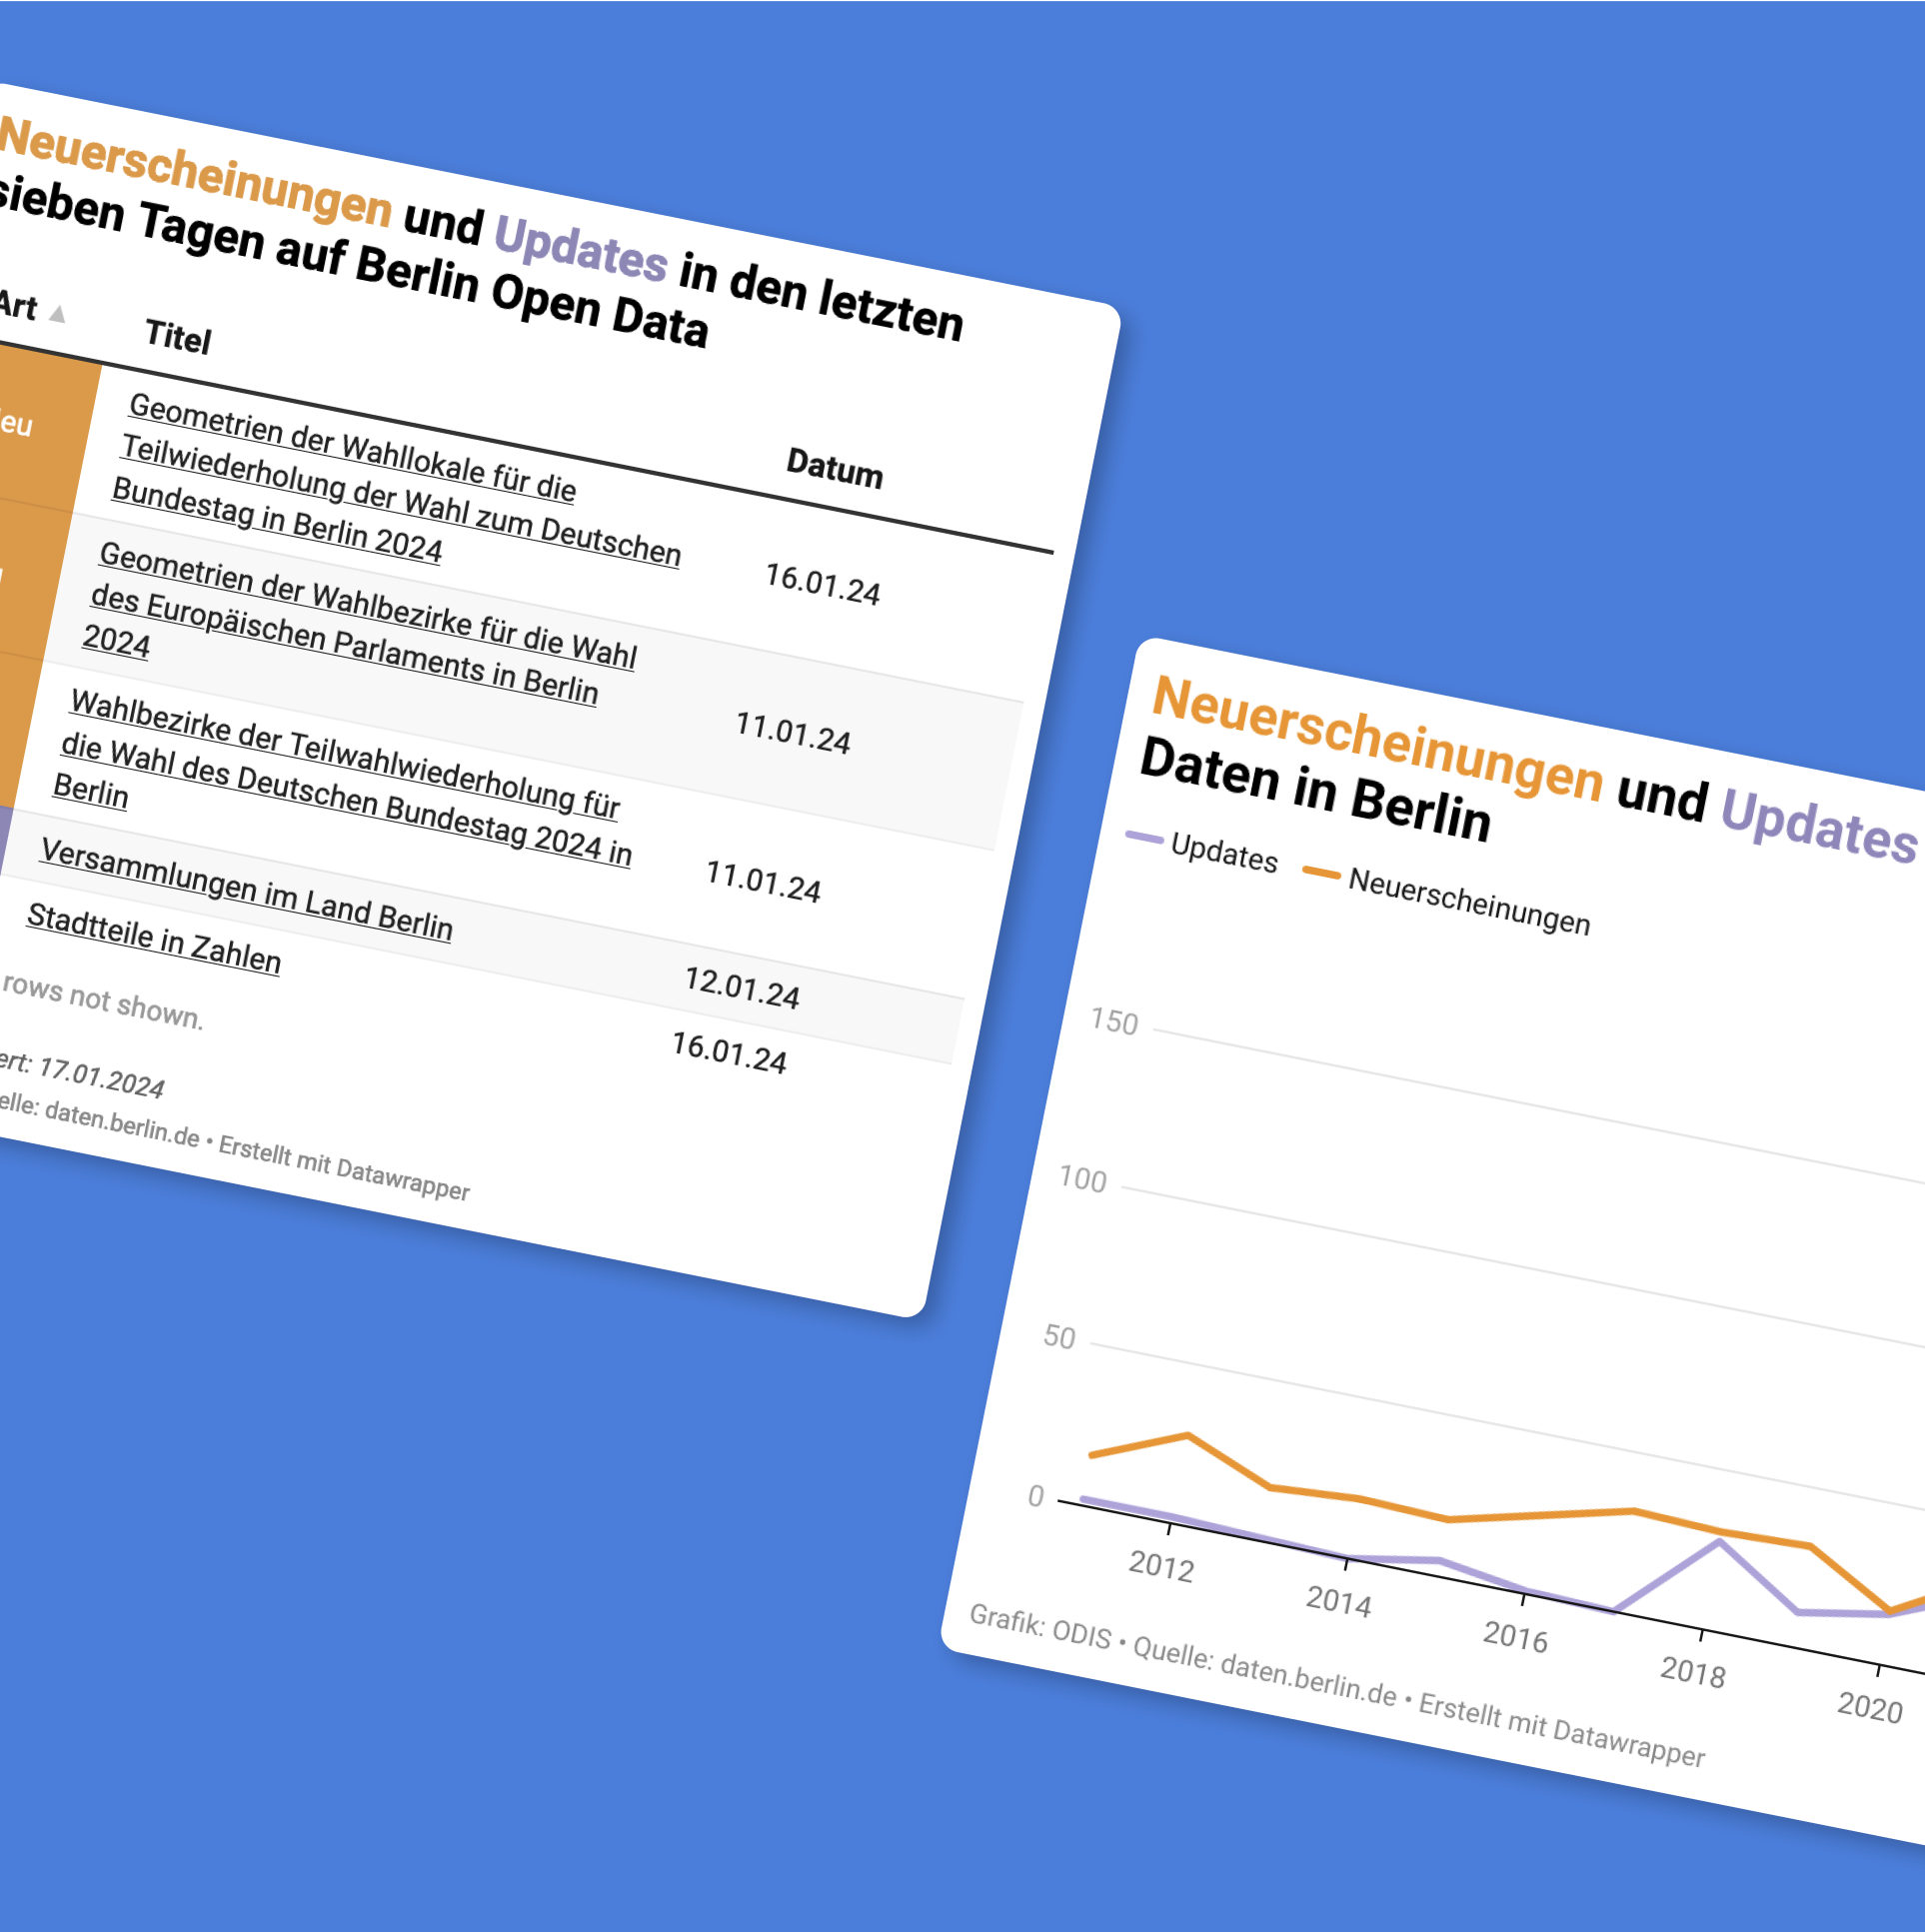 Neuerscheinungen und Updates in den letzten
sieben Tagen auf Berlin Open Data
Art
Titel
Datum
Geometrien der Wahllokale für die
Teilwiederholung der Wahl zum Deutschen
Bundestag in Berlin 2024
16.01.24
Geometrien der Wahlbezirke für die Wahl
des Europäischen Parlaments in Berlin
2024
11.01.24
Wahlbezirke der Teilwahlwiederholung für
die Wahl des Deutschen Bundestag 2024 in
Berlin
11.01.24
Versammlungen im Land Berlin
12.01.24
Stadtteile in Zahlen
16.01.24
rows not shown.
17.01.2024
daten.berlin.de • Erstellt mit Datawrapper
Neuerscheinungen und Updates
Daten in Berlin
Updates
Neuerscheinungen
150
100
50
0
2012
2014
2016
2018
2020
Grafik: ODIS • Quelle: daten.berlin.de • Erstellt mit Datawrapper